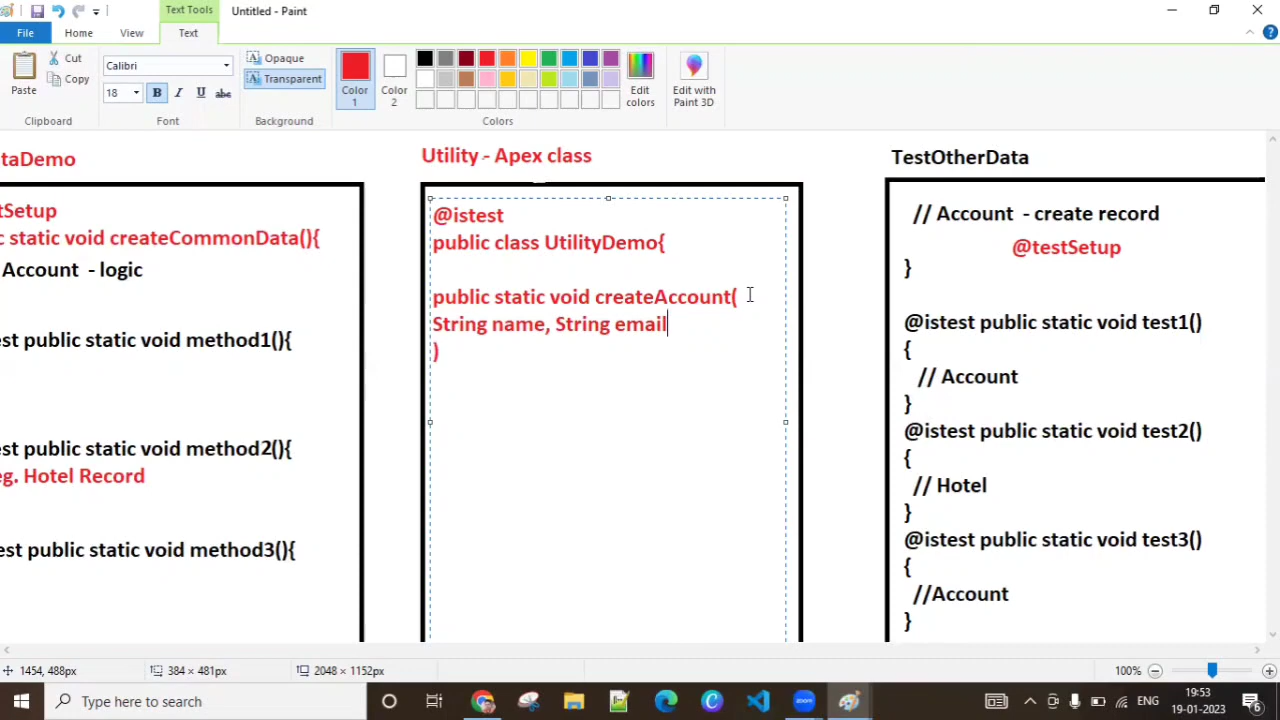 Text Tools
Untitled - Paint
File
Home
View
Text
Paste
Cut
Copy
Clipboard
Calibri
18
B
I
U
abc
Font
Opaque
Transparent
Background
Color 1
Color 2
Edit colors
Colors
Edit with Paint 3D
taDemo
tSetup
c static void createCommonData(){
Account - logic
est public static void method1(){
est public static void method2(){
eg. Hotel Record
est public static void method3(){
Utility - Apex class
@istest
public class UtilityDemo{
public static void createAccount(
String name, String email
)
TestOtherData
// Account - create record
@testSetup
}
@istest public static void test1()
{
// Account
}
@istest public static void test2()
{
// Hotel
}
@istest public static void test3()
{
//Account
}
1454, 488px
384 × 481px
2048 × 1152px
100%
Type here to search
zoom
ENG
19:53
19-01-2023
6